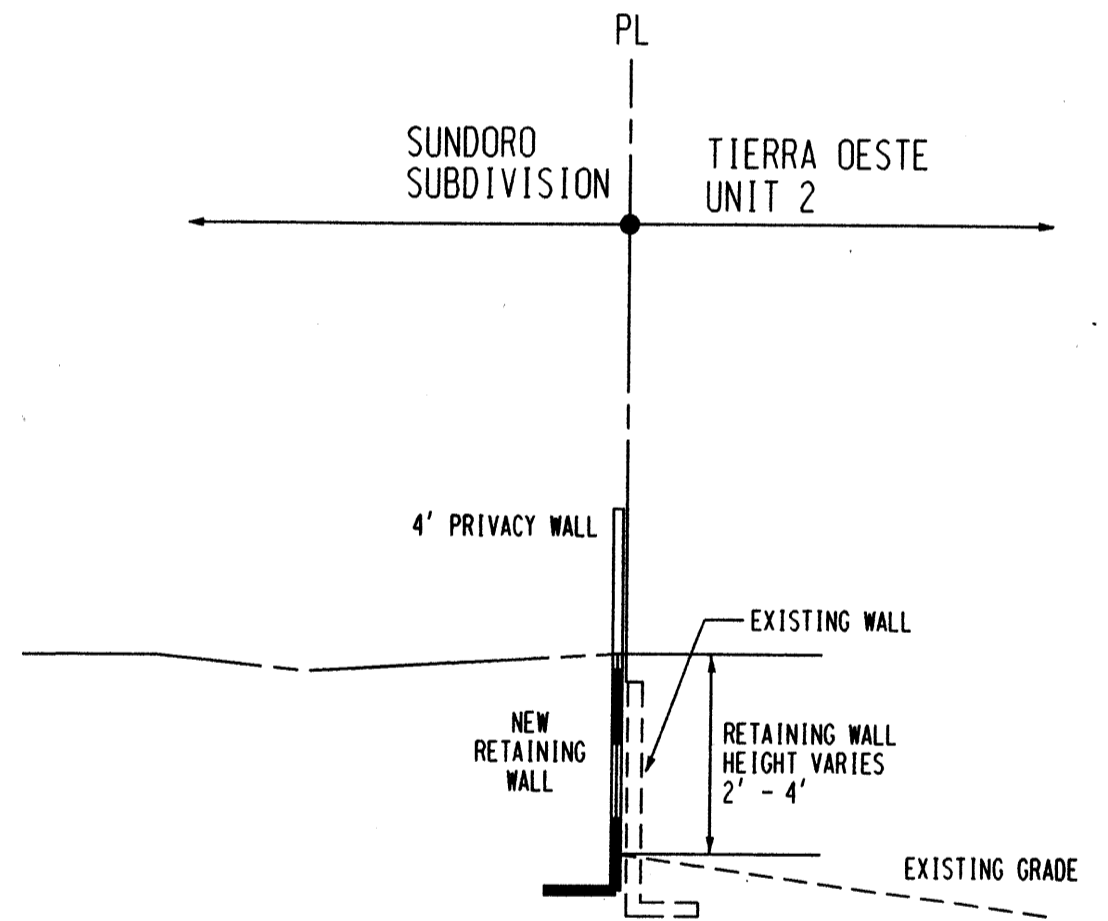 PL
SUNDORO
SUBDIVISION
TIERRA OESTE
UNIT 2
4' PRIVACY WALL
EXISTING WALL
NEW
RETAINING
WALL
RETAINING WALL
HEIGHT VARIES
2' - 4'
EXISTING GRADE